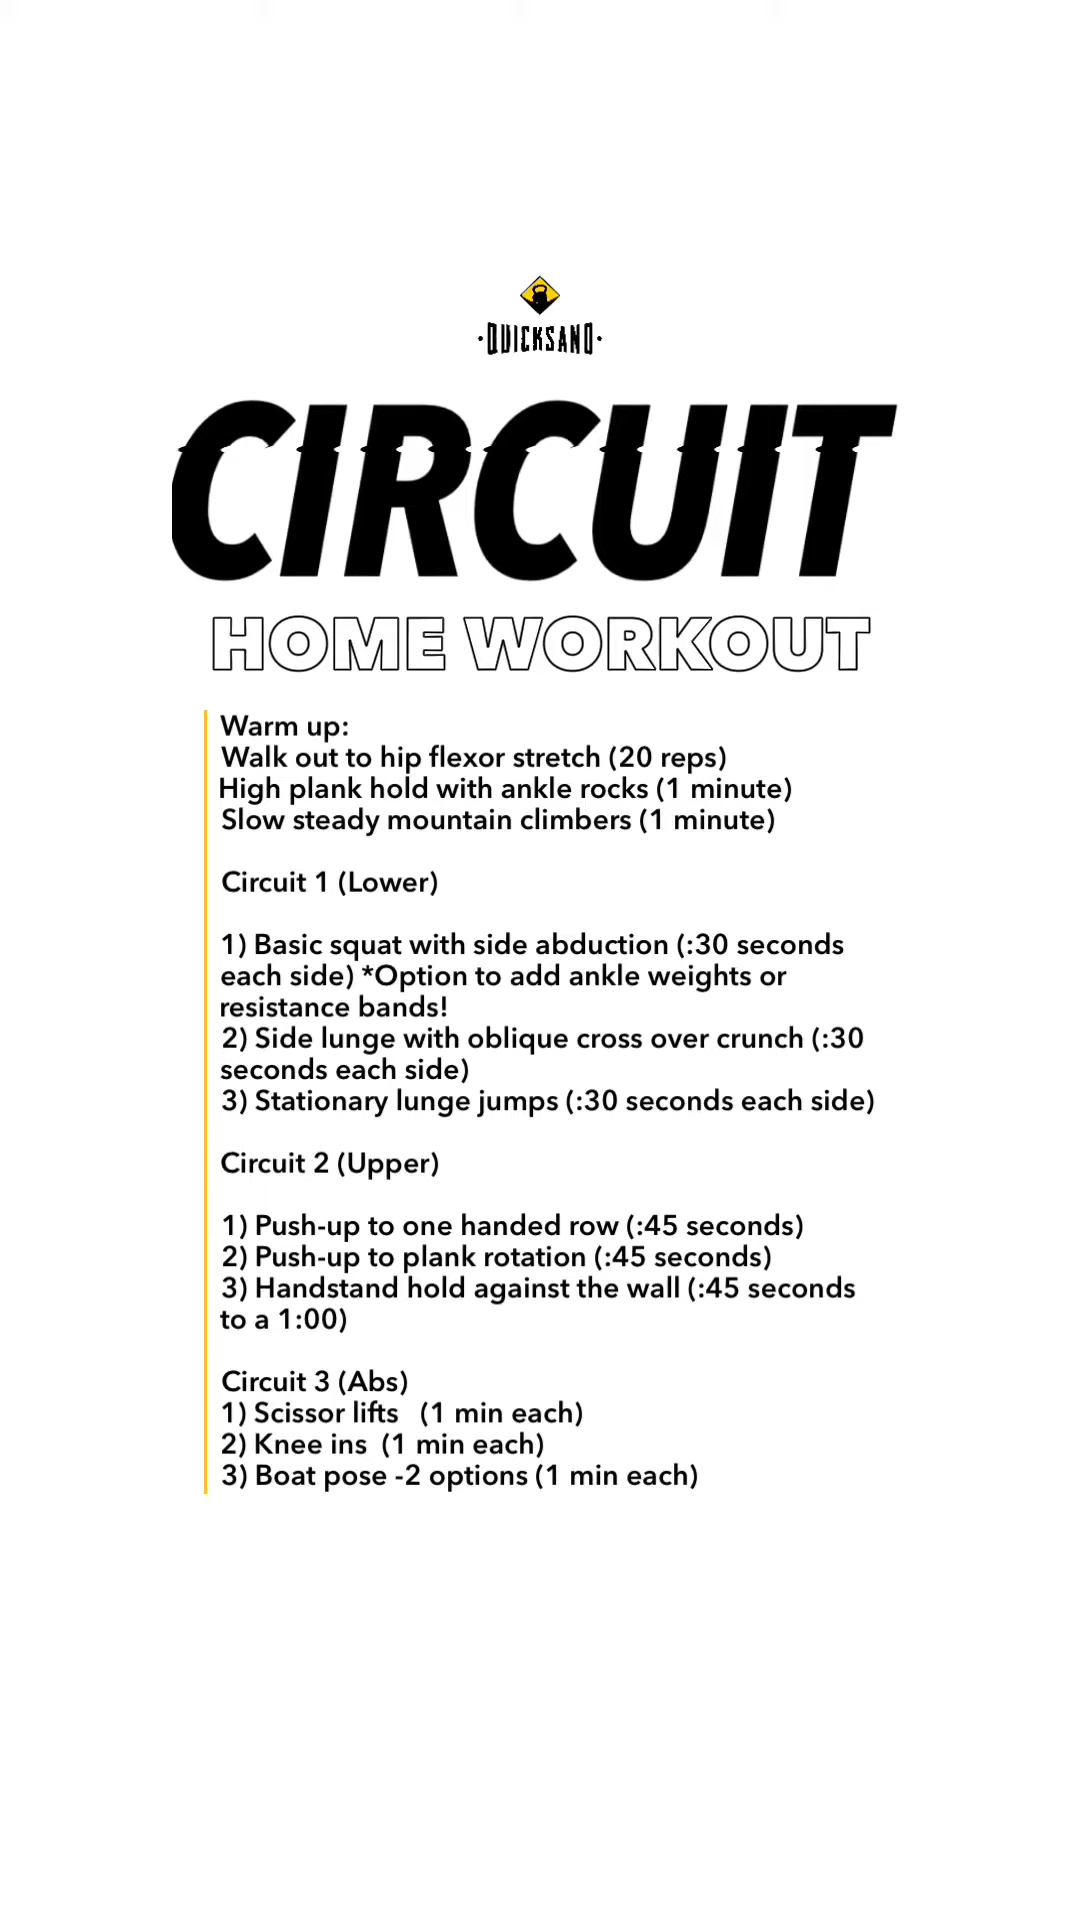 ·QUICKSAND·
CIRCUIT
HOME WORKOUT
Warm up:
Walk out to hip flexor stretch (20 reps)
High plank hold with ankle rocks (1 minute)
Slow steady mountain climbers (1 minute)
Circuit 1 (Lower)
1) Basic squat with side abduction (:30 seconds
each side) *Option to add ankle weights or
resistance bands!
2) Side lunge with oblique cross over crunch (:30
seconds each side)
3) Stationary lunge jumps (:30 seconds each side)
Circuit 2 (Upper)
1) Push-up to one handed row (:45 seconds)
2) Push-up to plank rotation (:45 seconds)
3) Handstand hold against the wall (:45 seconds
to a 1:00)
Circuit 3 (Abs)
1) Scissor lifts   (1 min each)
2) Knee ins  (1 min each)
3) Boat pose -2 options (1 min each)